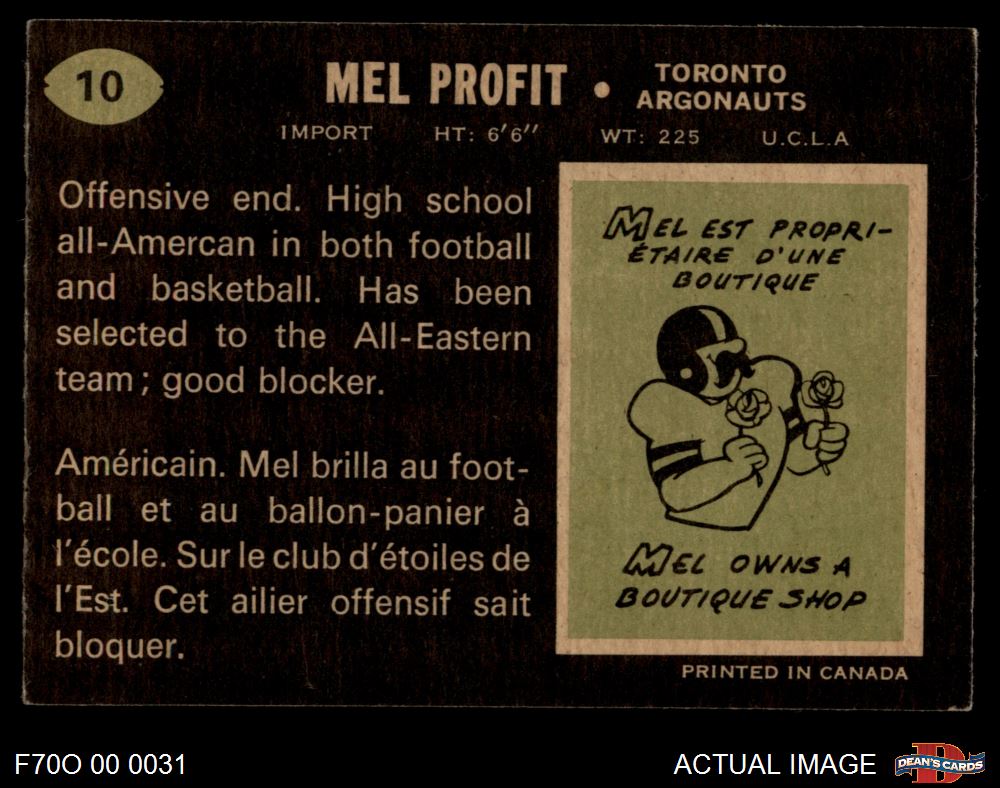 10
MEL PROFIT • TORONTO ARGONAUTS
IMPORT HT: 6'6" WT: 225 U.C.L.A
Offensive end. High school
all-Amercan in both football
and basketball. Has been
selected to the All-Eastern
team; good blocker.
Américain. Mel brilla au foot-
ball et au ballon-panier à
l'école. Sur le club d'étoiles de
l'Est. Cet ailier offensif sait
bloquer.
MEL EST PROPRI-
ÉTAIRE D'UNE
BOUTIQUE
MEL OWNS A
BOUTIQUE SHOP
PRINTED IN CANADA
F70O 00 0031
ACTUAL IMAGE
D
DEAN'S CARDS